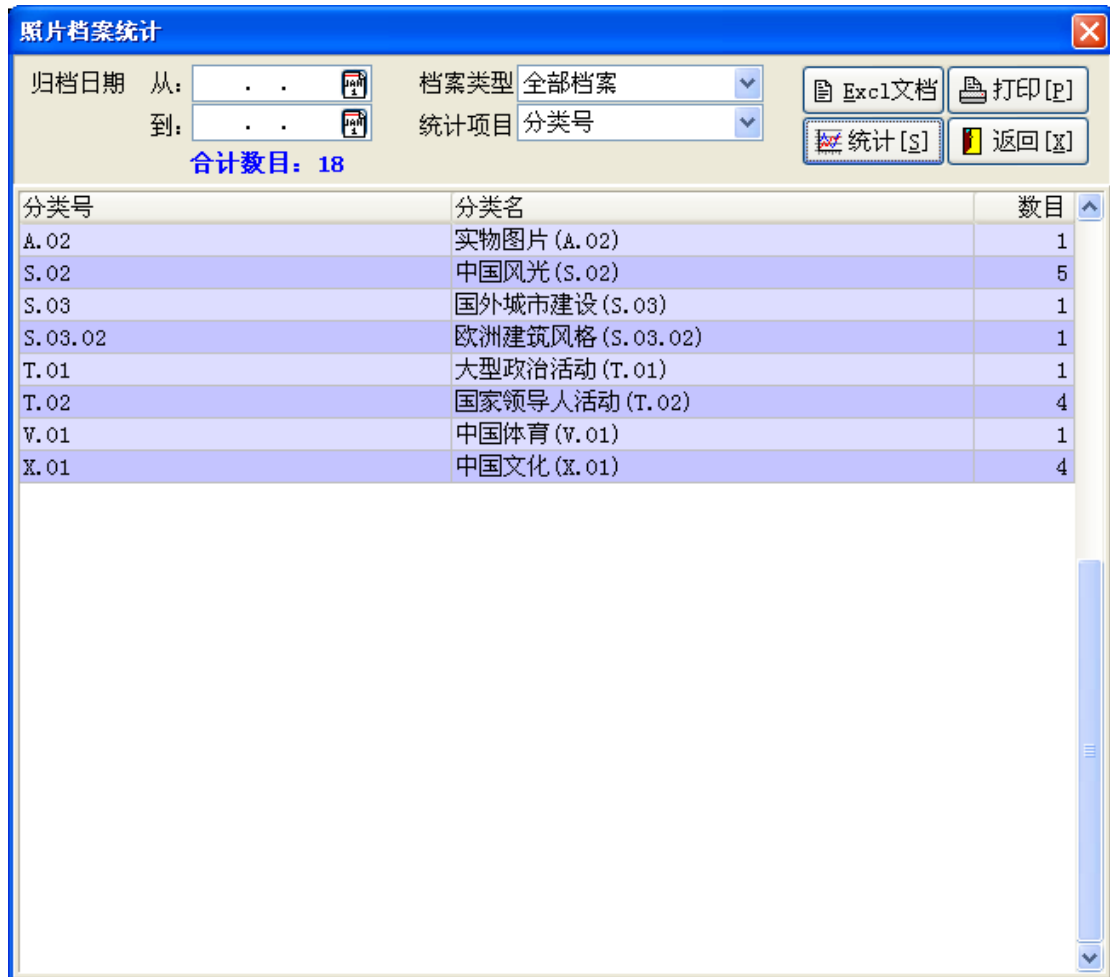 照片档案统计
归档日期 从: . . 档案类型 全部档案 Excl文档 打印[P]
到: . . 统计项目 分类号 统计[S] 返回[X]
合计数目: 18
分类号 分类名 数目
A.02 实物图片(A.02) 1
S.02 中国风光(S.02) 5
S.03 国外城市建设(S.03) 1
S.03.02 欧洲建筑风格(S.03.02) 1
T.01 大型政治活动(T.01) 1
T.02 国家领导人活动(T.02) 4
V.01 中国体育(V.01) 1
X.01 中国文化(X.01) 4